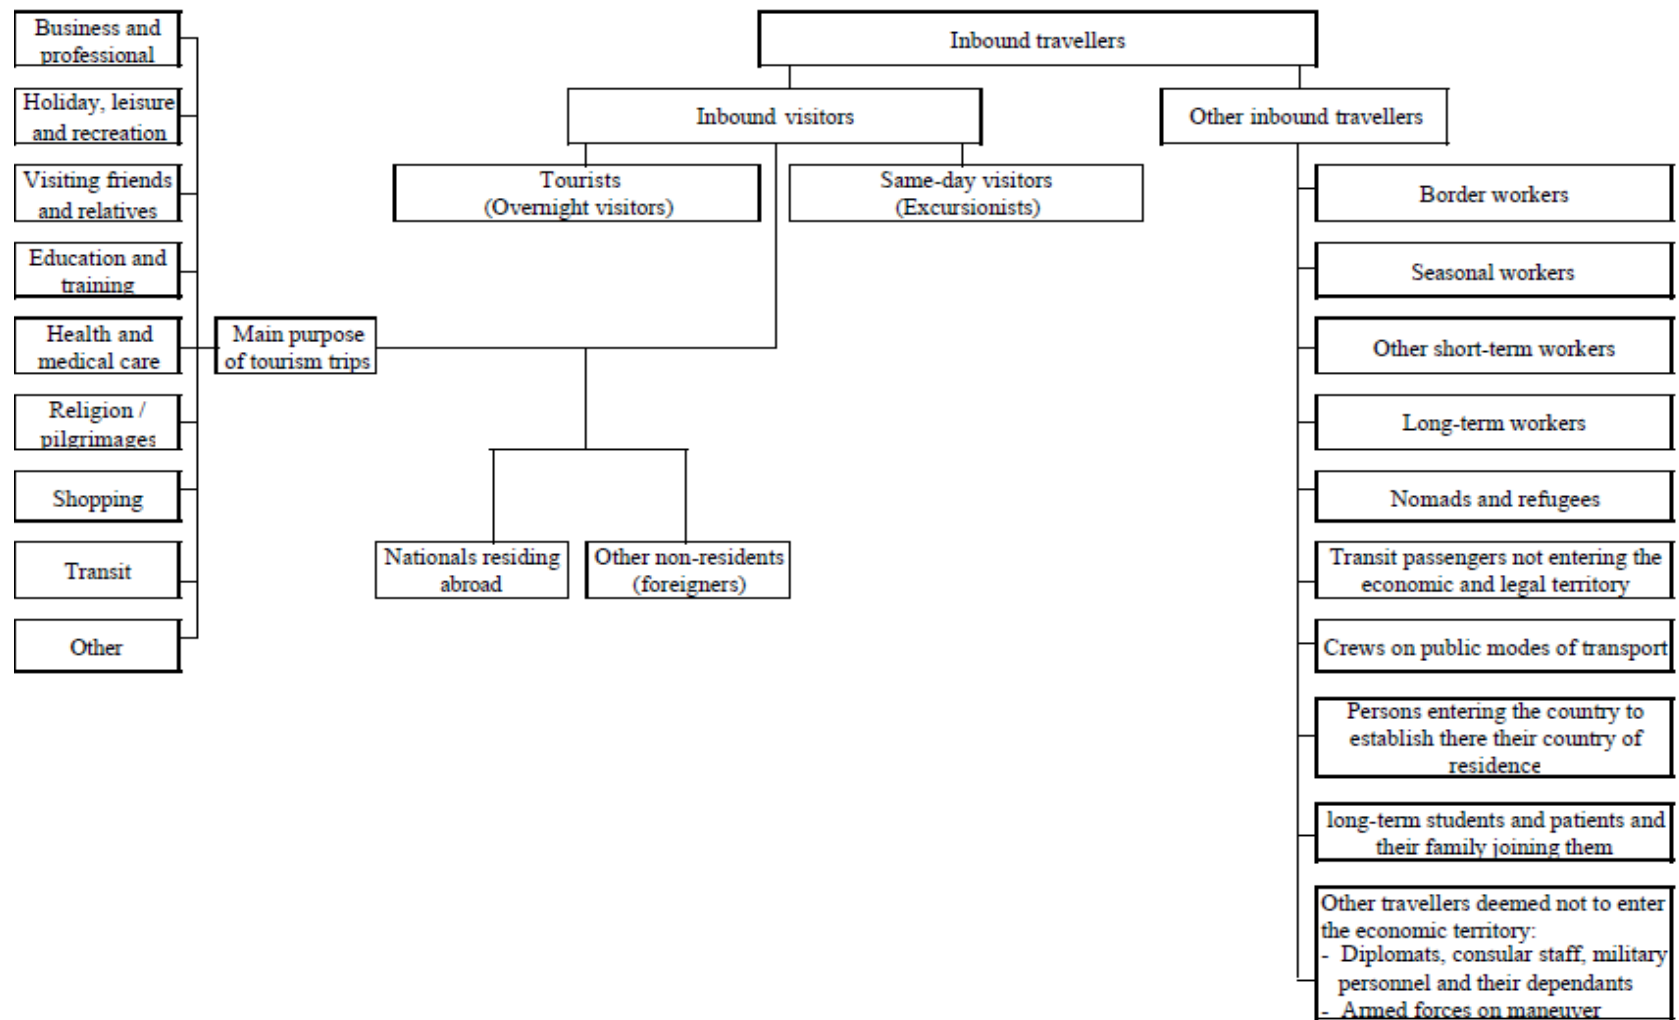 Business and
professional
Holiday, leisure
and recreation
Visiting friends
and relatives
Education and
training
Health and
medical care
Religion /
pilgrimages
Shopping
Transit
Other
Main purpose
of tourism trips
Inbound travellers
Inbound visitors
Other inbound travellers
Tourists
(Overnight visitors)
Same-day visitors
(Excursionists)
Nationals residing
abroad
Other non-residents
(foreigners)
Border workers
Seasonal workers
Other short-term workers
Long-term workers
Nomads and refugees
Transit passengers not entering the
economic and legal territory
Crews on public modes of transport
Persons entering the country to
establish there their country of
residence
long-term students and patients and
their family joining them
Other travellers deemed not to enter
the economic territory:
- Diplomats, consular staff, military
personnel and their dependants
- Armed forces on maneuver